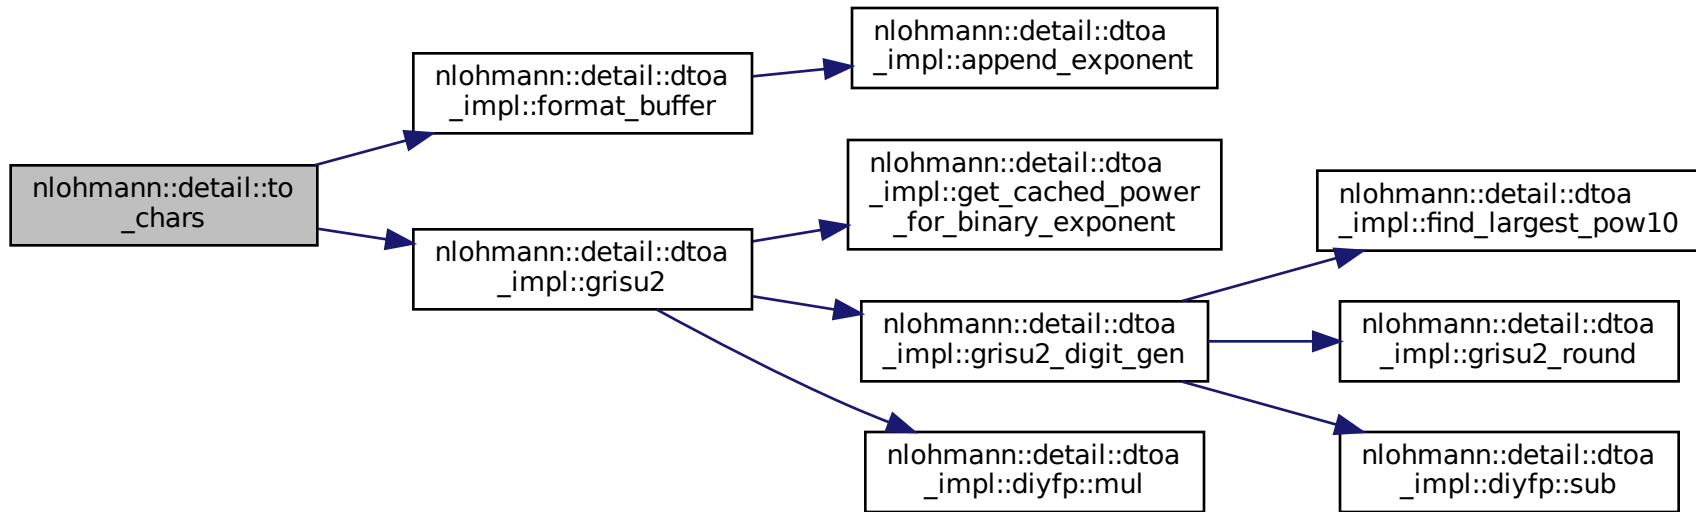 nlohmann::detail::to
_chars
nlohmann::detail::dtoa
_impl::format_buffer
nlohmann::detail::dtoa
_impl::append_exponent
nlohmann::detail::dtoa
_impl::grisu2
nlohmann::detail::dtoa
_impl::get_cached_power
_for_binary_exponent
nlohmann::detail::dtoa
_impl::grisu2_digit_gen
nlohmann::detail::dtoa
_impl::find_largest_pow10
nlohmann::detail::dtoa
_impl::grisu2_round
nlohmann::detail::dtoa
_impl::diyfp::sub
nlohmann::detail::dtoa
_impl::diyfp::mul